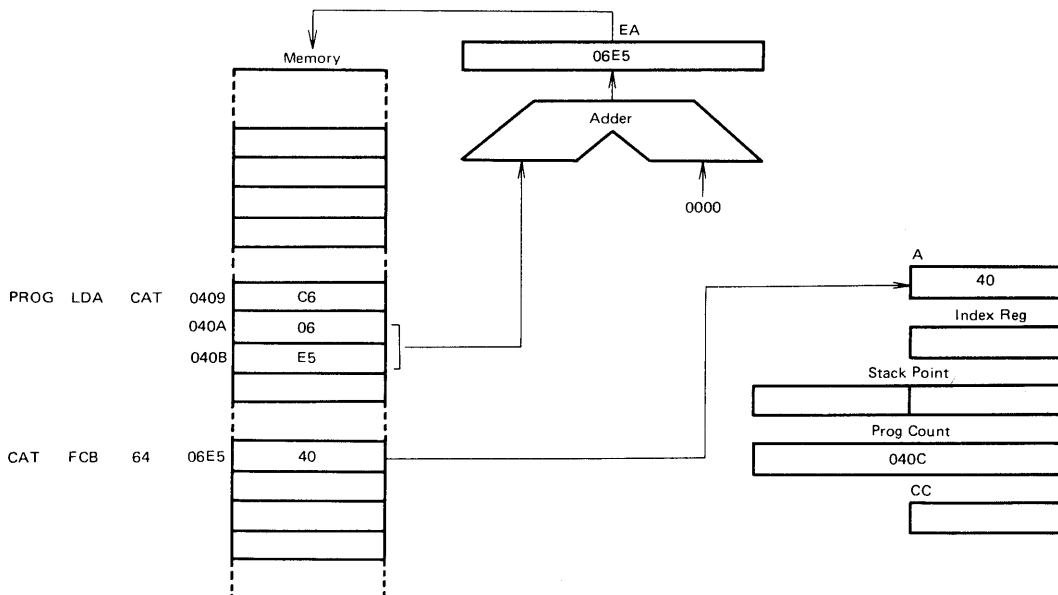 EA
06E5
Memory
Adder
0000
A
PROG LDA CAT 0409 C6
40
040A 06
Index Reg
040B E5
Stack Point
Prog Count
CAT FCB 64 06E5 40
040C
CC